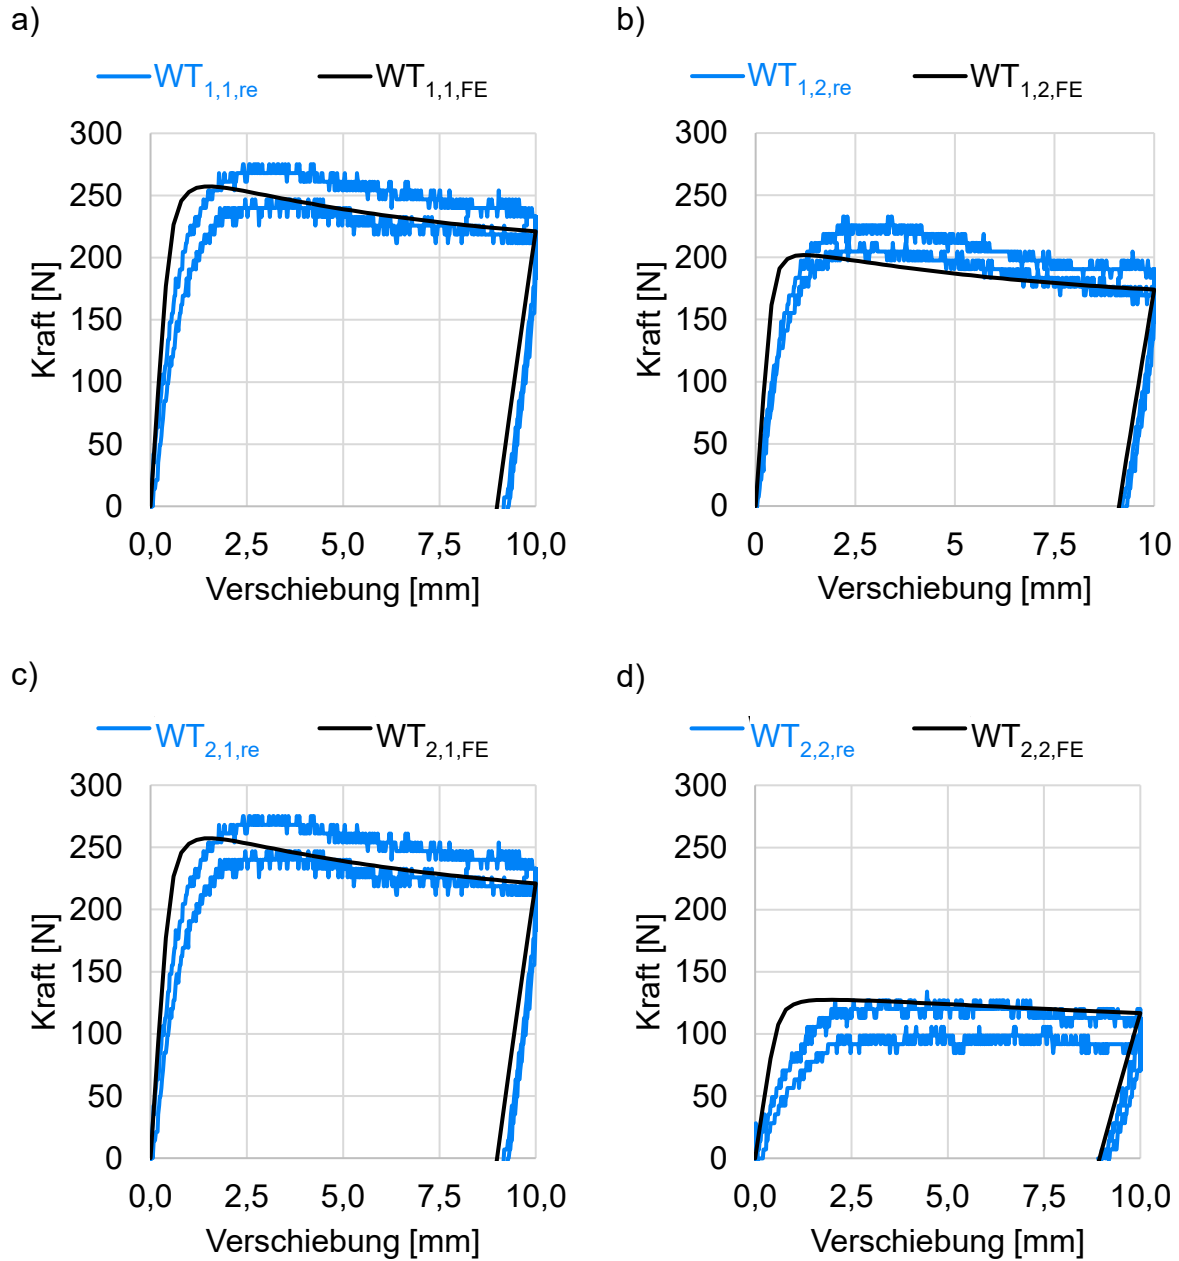 a)
WT1,1,re WT1,1,FE
300
250
200
150
100
50
0
Kraft [N]
0,0 2,5 5,0 7,5 10,0
Verschiebung [mm]
b)
WT1,2,re WT1,2,FE
300
250
200
150
100
50
0
Kraft [N]
0 2,5 5 7,5 10
Verschiebung [mm]
c)
WT2,1,re WT2,1,FE
300
250
200
150
100
50
0
Kraft [N]
0,0 2,5 5,0 7,5 10,0
Verschiebung [mm]
d)
WT2,2,re WT2,2,FE
300
250
200
150
100
50
0
Kraft [N]
0,0 2,5 5,0 7,5 10,0
Verschiebung [mm]